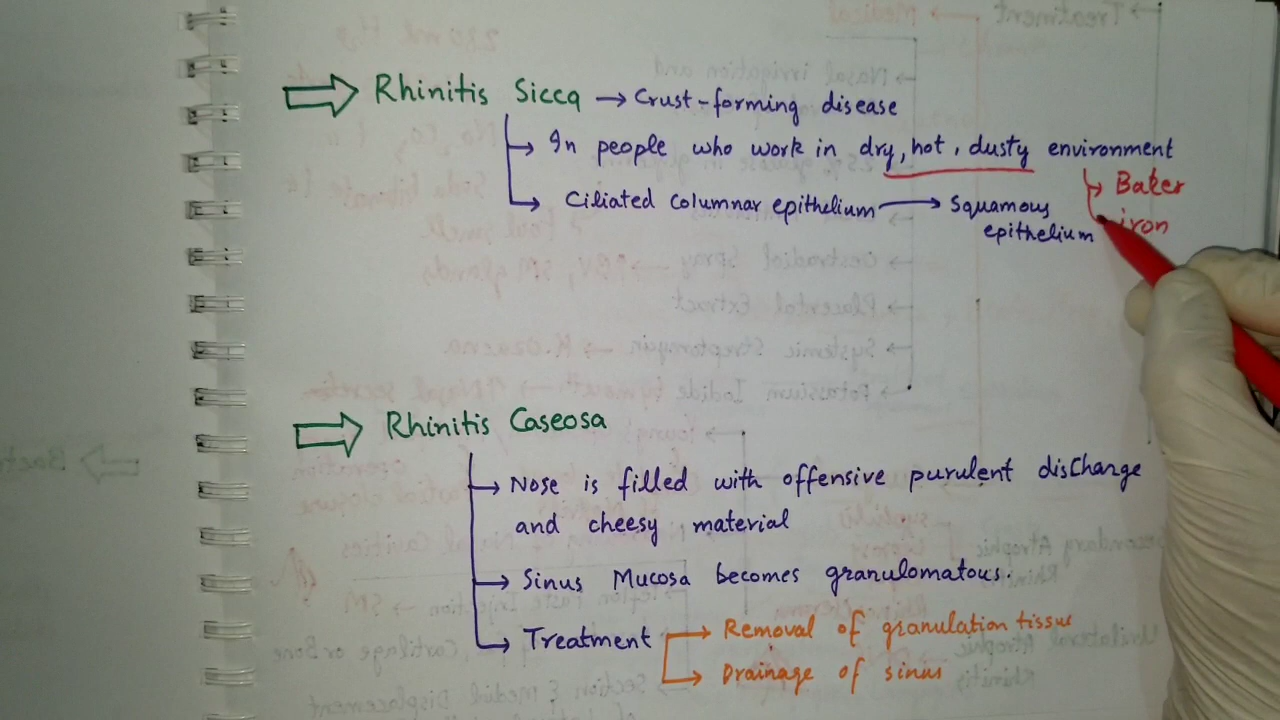 Rhinitis Sicca → Crust-forming disease
→ In people who work in dry, hot, dusty environment
→ Baker
iron
→ Ciliated columnar epithelium → Squamous
epithelium
Rhinitis Caseosa
→ Nose is filled with offensive purulent discharge
and cheesy material
→ Sinus Mucosa becomes granulomatous.
→ Treatment → Removal of granulation tissue
→ Drainage of sinus